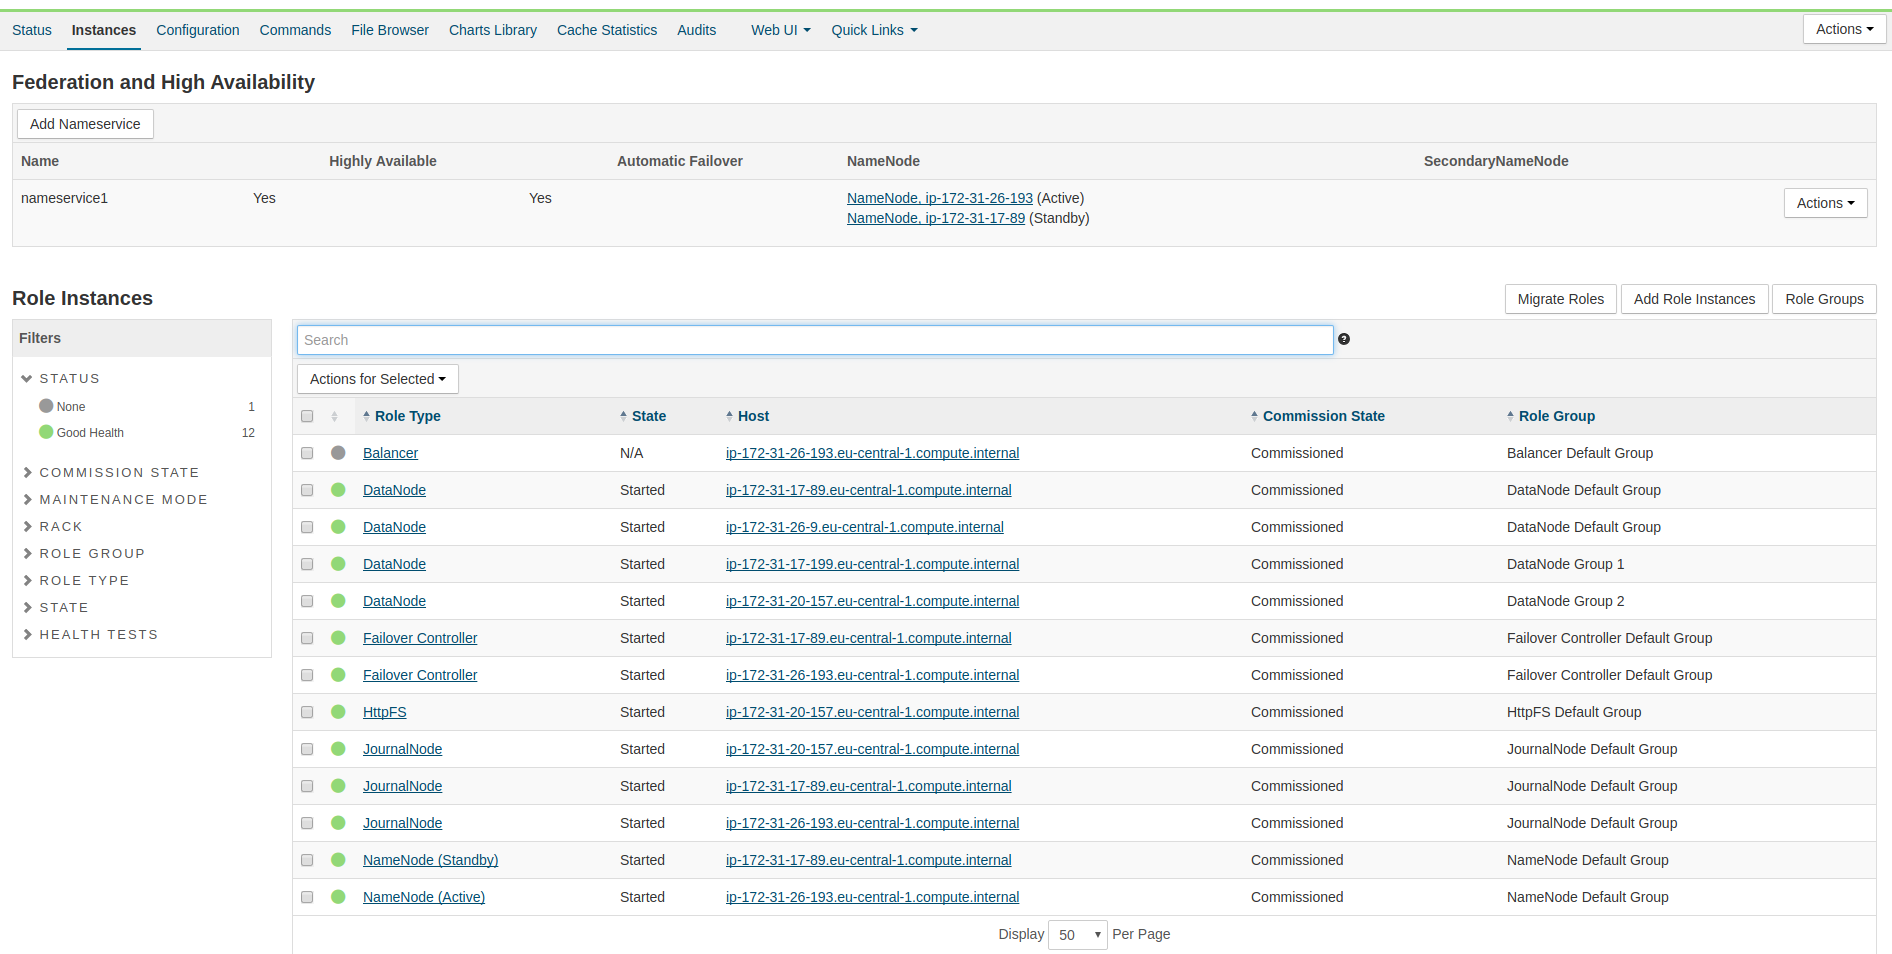 Status Instances Configuration Commands File Browser Charts Library Cache Statistics Audits Web UI Quick Links Actions
Federation and High Availability
Add Nameservice
Name Highly Available Automatic Failover NameNode SecondaryNameNode
nameservice1 Yes Yes NameNode, ip-172-31-26-193 (Active) Actions
NameNode, ip-172-31-17-89 (Standby)
Role Instances Migrate Roles Add Role Instances Role Groups
Filters
STATUS
None 1
Good Health 12
COMMISSION STATE
MAINTENANCE MODE
RACK
ROLE GROUP
ROLE TYPE
STATE
HEALTH TESTS
Search ?
Actions for Selected
Role Type State Host Commission State Role Group
Balancer N/A ip-172-31-26-193.eu-central-1.compute.internal Commissioned Balancer Default Group
DataNode Started ip-172-31-17-89.eu-central-1.compute.internal Commissioned DataNode Default Group
DataNode Started ip-172-31-26-9.eu-central-1.compute.internal Commissioned DataNode Default Group
DataNode Started ip-172-31-17-199.eu-central-1.compute.internal Commissioned DataNode Group 1
DataNode Started ip-172-31-20-157.eu-central-1.compute.internal Commissioned DataNode Group 2
Failover Controller Started ip-172-31-17-89.eu-central-1.compute.internal Commissioned Failover Controller Default Group
Failover Controller Started ip-172-31-26-193.eu-central-1.compute.internal Commissioned Failover Controller Default Group
HttpFS Started ip-172-31-20-157.eu-central-1.compute.internal Commissioned HttpFS Default Group
JournalNode Started ip-172-31-20-157.eu-central-1.compute.internal Commissioned JournalNode Default Group
JournalNode Started ip-172-31-17-89.eu-central-1.compute.internal Commissioned JournalNode Default Group
JournalNode Started ip-172-31-26-193.eu-central-1.compute.internal Commissioned JournalNode Default Group
NameNode (Standby) Started ip-172-31-17-89.eu-central-1.compute.internal Commissioned NameNode Default Group
NameNode (Active) Started ip-172-31-26-193.eu-central-1.compute.internal Commissioned NameNode Default Group
Display 50 Per Page